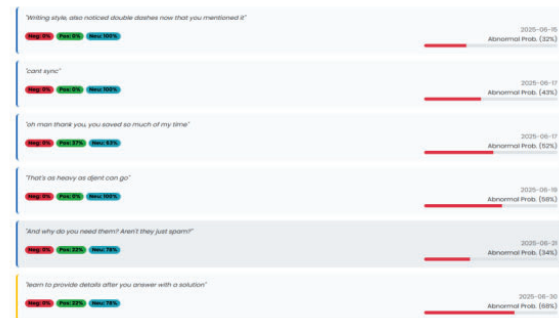 "Writing style, also noticed double dashes now that you mentioned it"
2025-06-15
Neg: 0% Pos: 0% Neu: 100%
Abnormal Prob. (32%)
"cant sync"
2025-06-17
Neg: 0% Pos: 0% Neu: 100%
Abnormal Prob. (43%)
"oh man thank you, you saved so much of my time"
2025-06-17
Neg: 0% Pos: 37% Neu: 63%
Abnormal Prob. (52%)
"That's as heavy as djent can go"
2025-06-19
Neg: 0% Pos: 0% Neu: 100%
Abnormal Prob. (58%)
"And why do you need them? Aren't they just spam?"
2025-06-21
Neg: 0% Pos: 22% Neu: 78%
Abnormal Prob. (34%)
"learn to provide details after you answer with a solution"
2025-06-30
Neg: 0% Pos: 22% Neu: 78%
Abnormal Prob. (68%)